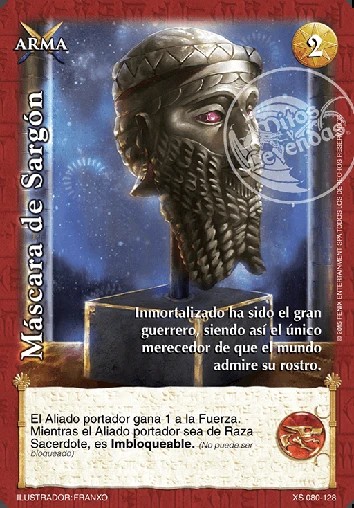 ARMA
2
Máscara de Sargón
Mitos y Leyendas
Inmortalizado ha sido el gran
guerrero, siendo así el único
merecedor de que el mundo
admire su rostro.
El Aliado portador gana 1 a la Fuerza.
Mientras el Aliado portador sea de Raza
Sacerdote, es Imbloqueable. (No puede ser
bloqueado)
ILUSTRADOR: FRANXO
XS 080-128